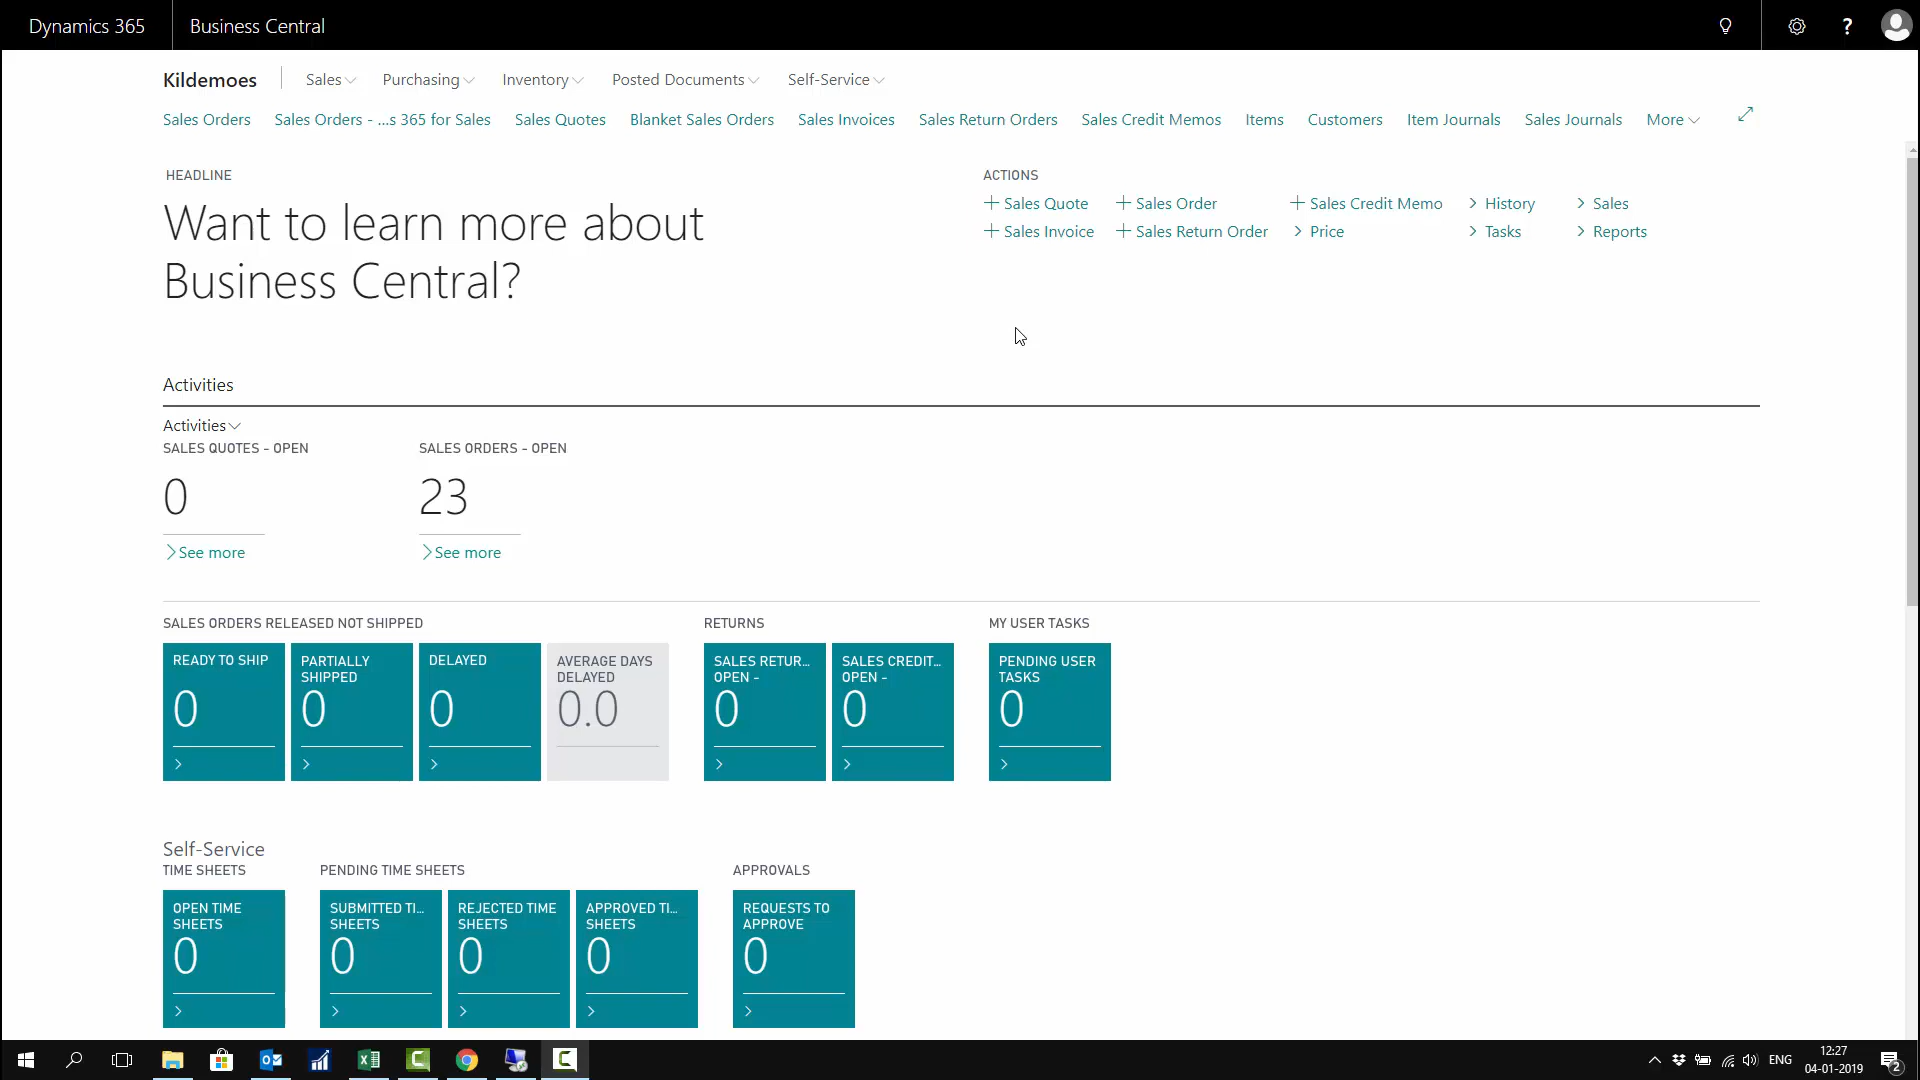 Dynamics 365 Business Central
Kildemoes Sales Purchasing Inventory Posted Documents Self-Service
Sales Orders Sales Orders - ...s 365 for Sales Sales Quotes Blanket Sales Orders Sales Invoices Sales Return Orders Sales Credit Memos Items Customers Item Journals Sales Journals More
HEADLINE
Want to learn more about
Business Central?
ACTIONS
+ Sales Quote + Sales Order + Sales Credit Memo > History > Sales
+ Sales Invoice + Sales Return Order > Price > Tasks > Reports
Activities
Activities
SALES QUOTES - OPEN SALES ORDERS - OPEN
0 23
>See more >See more
SALES ORDERS RELEASED NOT SHIPPED RETURNS MY USER TASKS
READY TO SHIP
0
PARTIALLY
SHIPPED
0
DELAYED
0
AVERAGE DAYS
DELAYED
0.0
SALES RETUR...
OPEN -
0
SALES CREDIT...
OPEN -
0
PENDING USER
TASKS
0
Self-Service
TIME SHEETS PENDING TIME SHEETS APPROVALS
OPEN TIME
SHEETS
0
SUBMITTED TI...
SHEETS
0
REJECTED TIME
SHEETS
0
APPROVED TI...
SHEETS
0
REQUESTS TO
APPROVE
0
ENG
12:27
04-01-2019
2